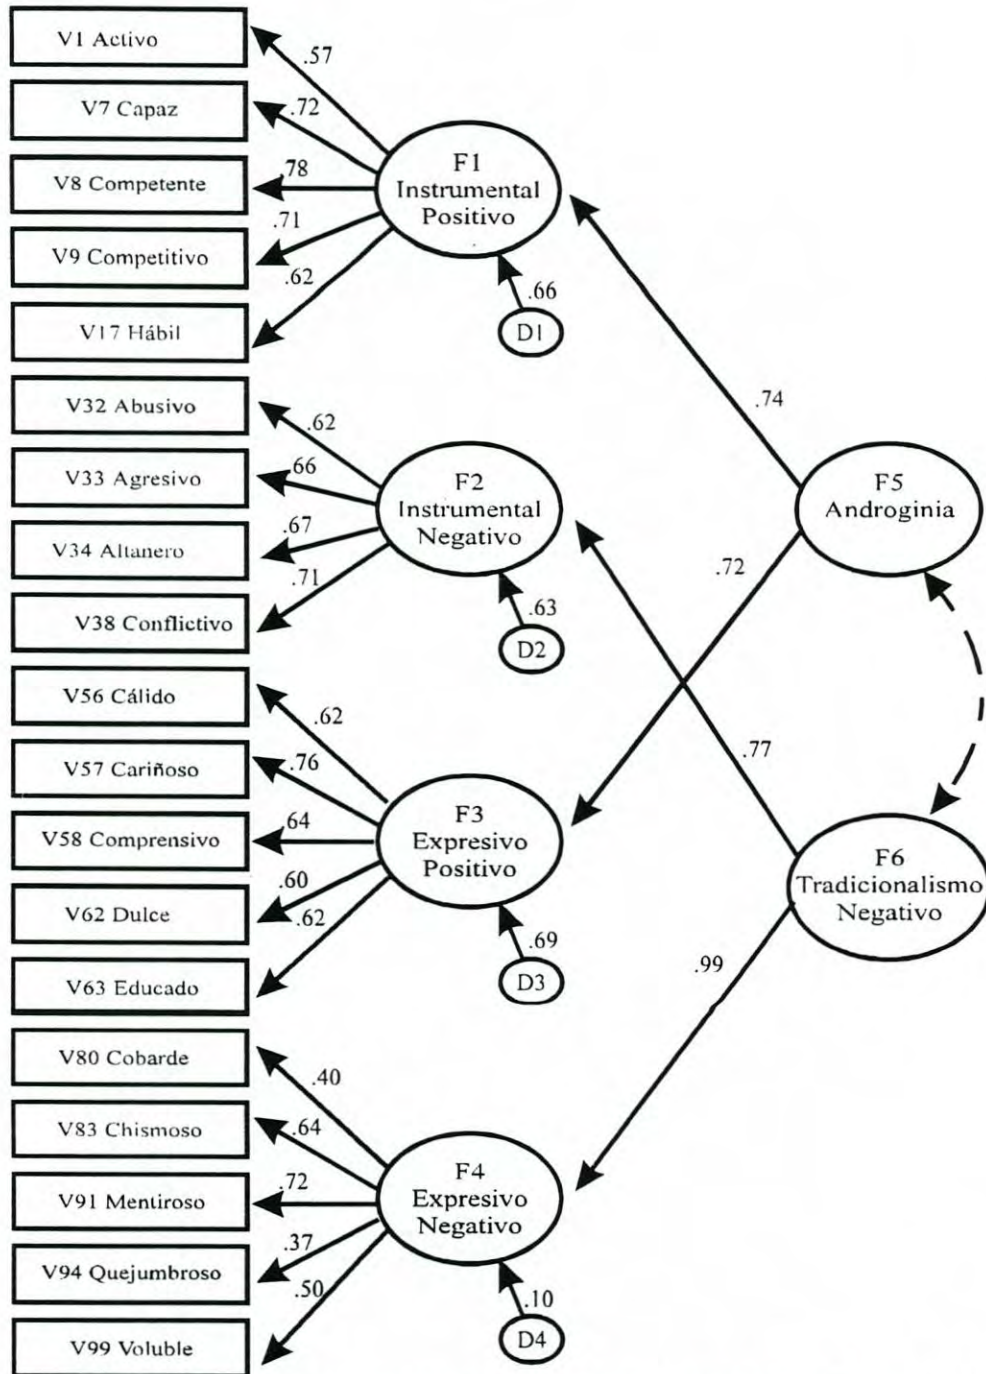 V1 Activo
V7 Capaz
V8 Competente
V9 Competitivo
V17 Hábil
V32 Abusivo
V33 Agresivo
V34 Altanero
V38 Conflictivo
V56 Cálido
V57 Cariñoso
V58 Comprensivo
V62 Dulce
V63 Educado
V80 Cobarde
V83 Chismoso
V91 Mentiroso
V94 Quejumbroso
V99 Voluble
.57
.72
.78
.71
.62
.62
.66
.67
.71
.62
.76
.64
.60
.62
.40
.64
.72
.37
.50
F1
Instrumental
Positivo
.66
D1
F2
Instrumental
Negativo
.63
D2
F3
Expresivo
Positivo
.69
D3
F4
Expresivo
Negativo
.10
D4
.74
.72
.77
.99
F5
Androginia
F6
Tradicionalismo
Negativo